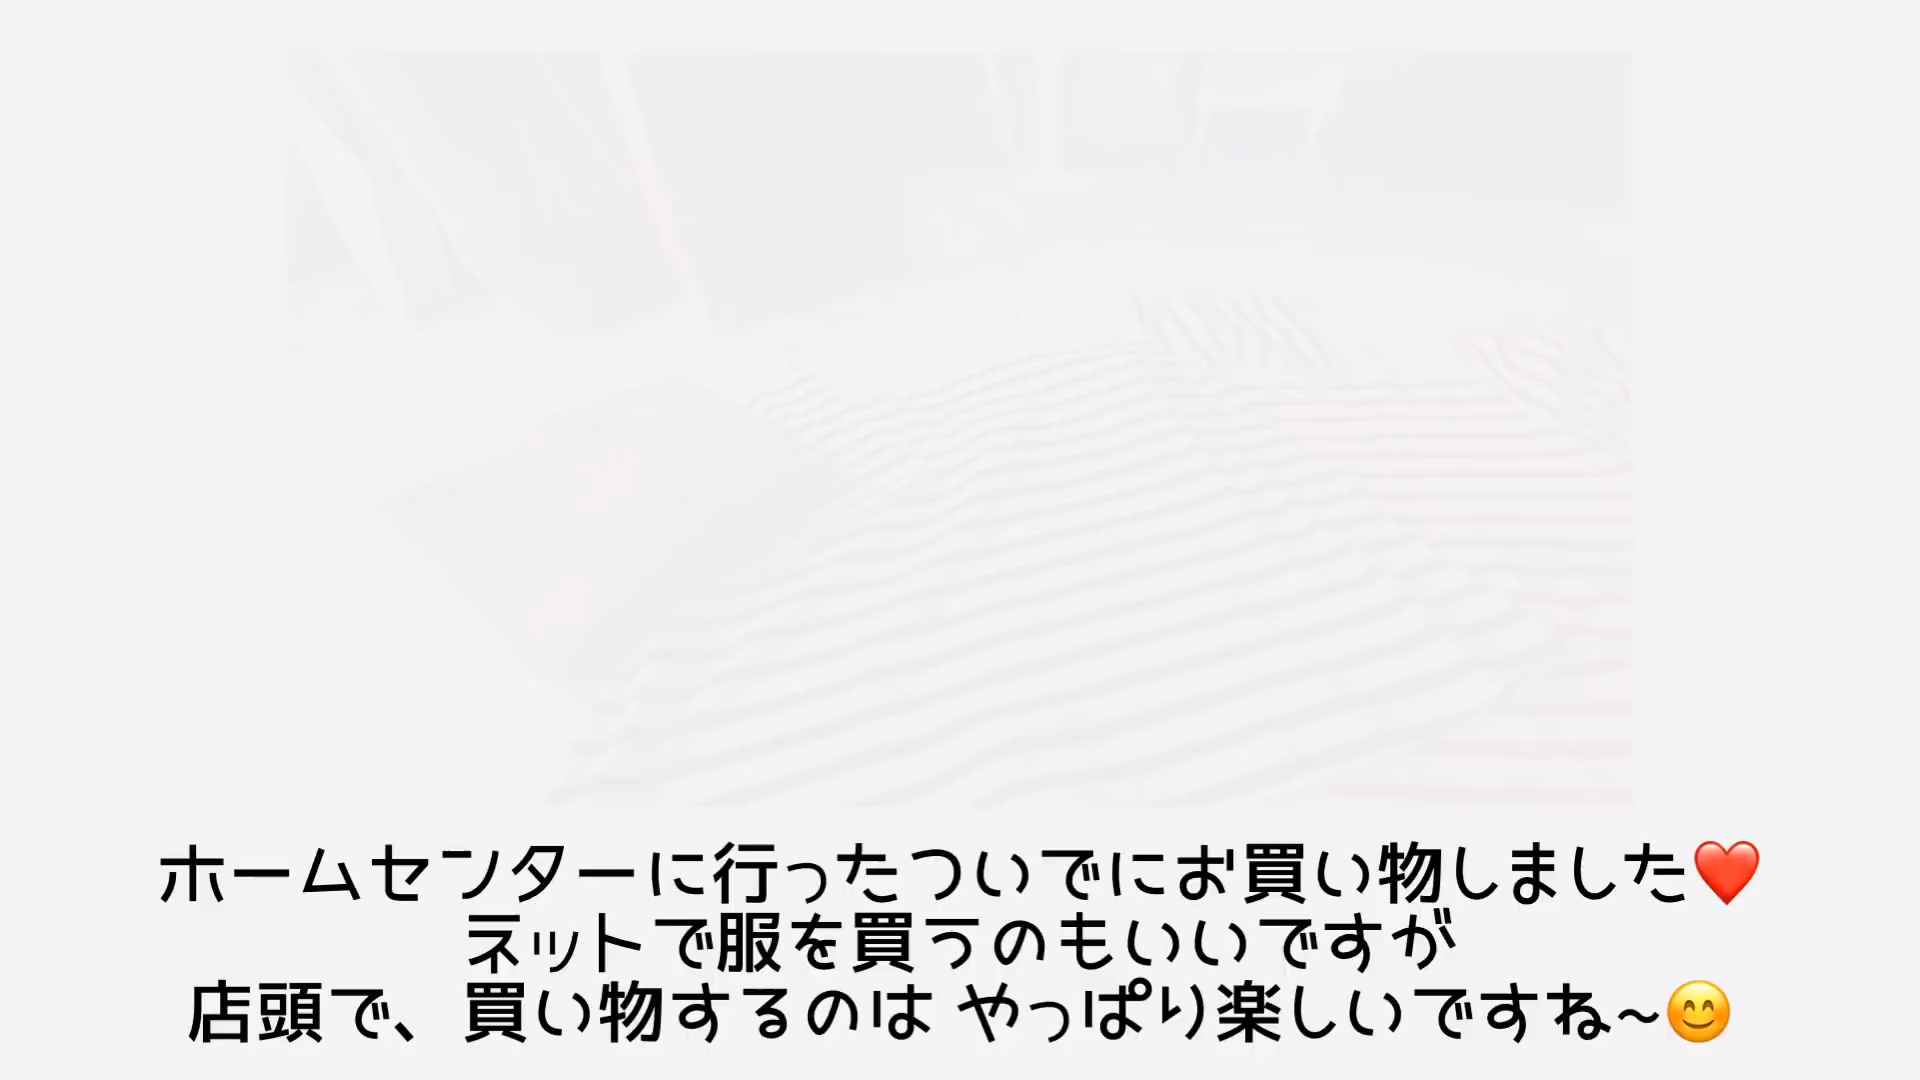 ホームセンターに行ったついでにお買い物しました❤️
ネットで服を買うのもいいですが
店頭で、買い物するのは やっぱり楽しいですね~😊